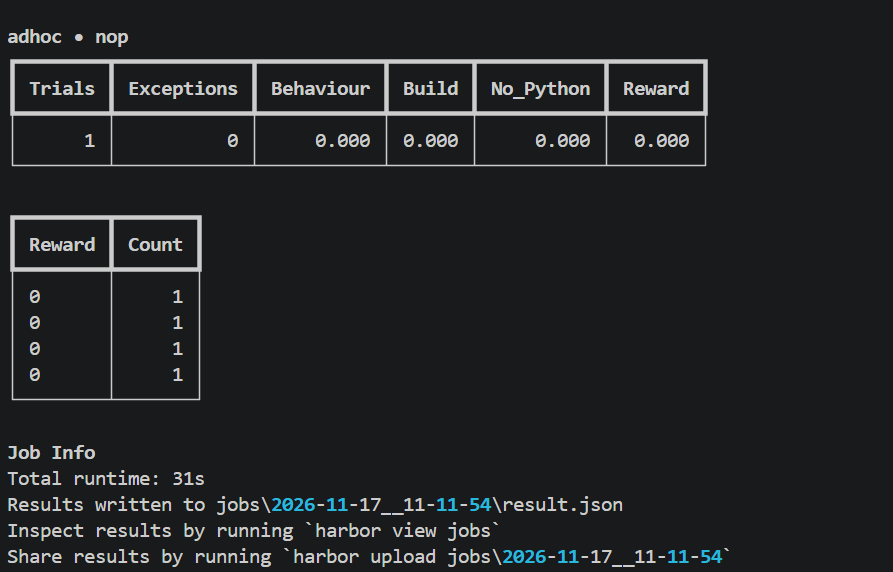 adhoc • nop
Trials Exceptions Behaviour Build No_Python Reward
1 0 0.000 0.000 0.000 0.000
Reward Count
0 1
0 1
0 1
0 1
Job Info
Total runtime: 31s
Results written to jobs\2026-11-17__11-11-54\result.json
Inspect results by running `harbor view jobs`
Share results by running `harbor upload jobs\2026-11-17__11-11-54`